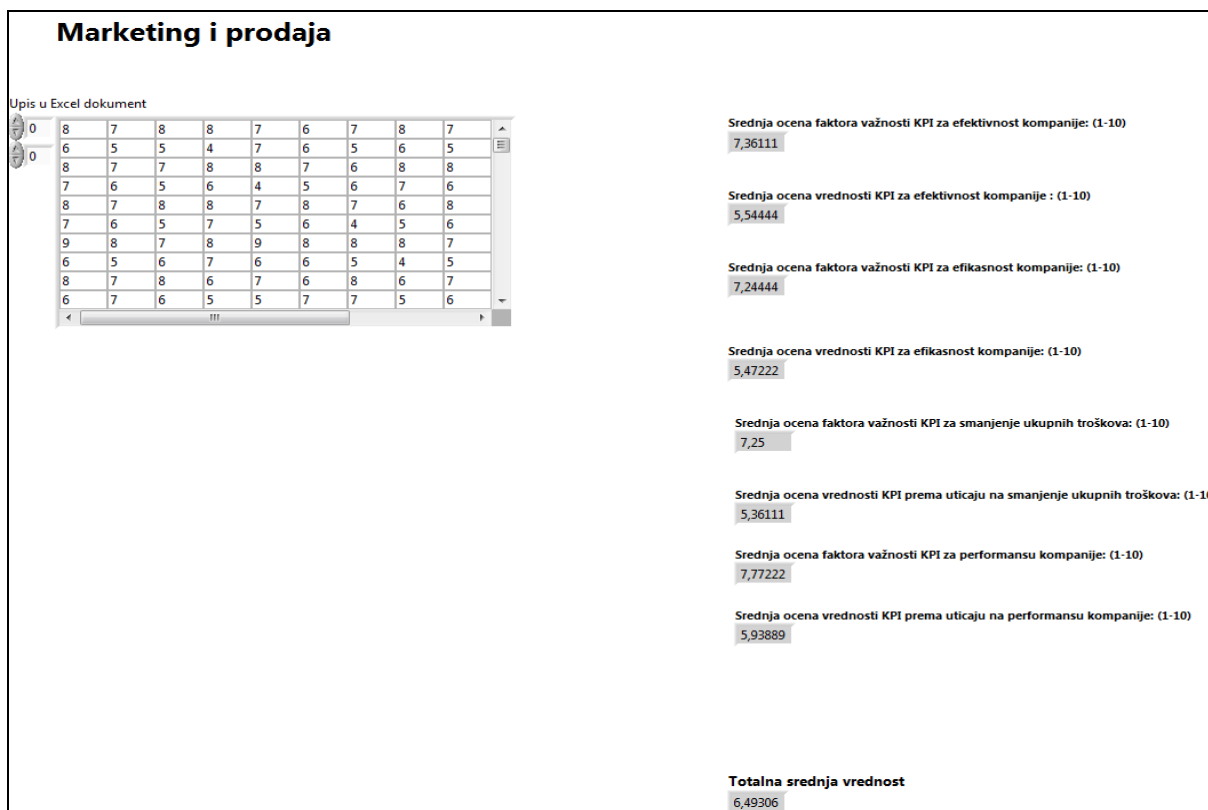 Marketing i prodaja
Upis u Excel dokument
0
0
8 7 8 8 7 6 7 8 7
6 5 5 4 7 6 5 6 5
8 7 7 8 8 7 6 8 8
7 6 5 6 4 5 6 7 6
8 7 8 8 7 8 7 6 8
7 6 5 7 5 6 4 5 6
9 8 7 8 9 8 8 8 7
6 5 6 7 6 6 5 4 5
8 7 8 6 7 6 8 6 7
6 7 6 5 5 7 7 5 6
Srednja ocena faktora važnosti KPI za efektivnost kompanije: (1-10)
7,36111
Srednja ocena vrednosti KPI za efektivnost kompanije : (1-10)
5,54444
Srednja ocena faktora važnosti KPI za efikasnost kompanije: (1-10)
7,24444
Srednja ocena vrednosti KPI za efikasnost kompanije: (1-10)
5,47222
Srednja ocena faktora važnosti KPI za smanjenje ukupnih troškova: (1-10)
7,25
Srednja ocena vrednosti KPI prema uticaju na smanjenje ukupnih troškova: (1-10
5,36111
Srednja ocena faktora važnosti KPI za performansu kompanije: (1-10)
7,77222
Srednja ocena vrednosti KPI prema uticaju na performansu kompanije: (1-10)
5,93889
Totalna srednja vrednost
6,49306